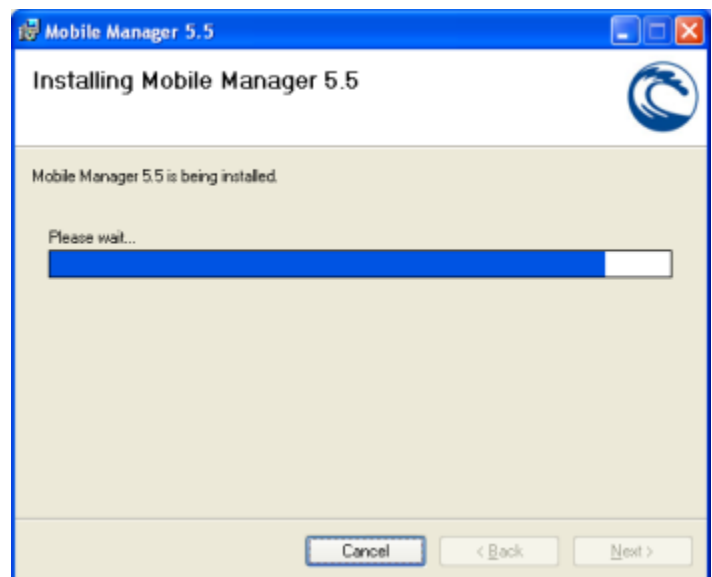 Mobile Manager 5.5
Installing Mobile Manager 5.5
Mobile Manager 5.5 is being installed.
Please wait...
Cancel
< Back
Next >